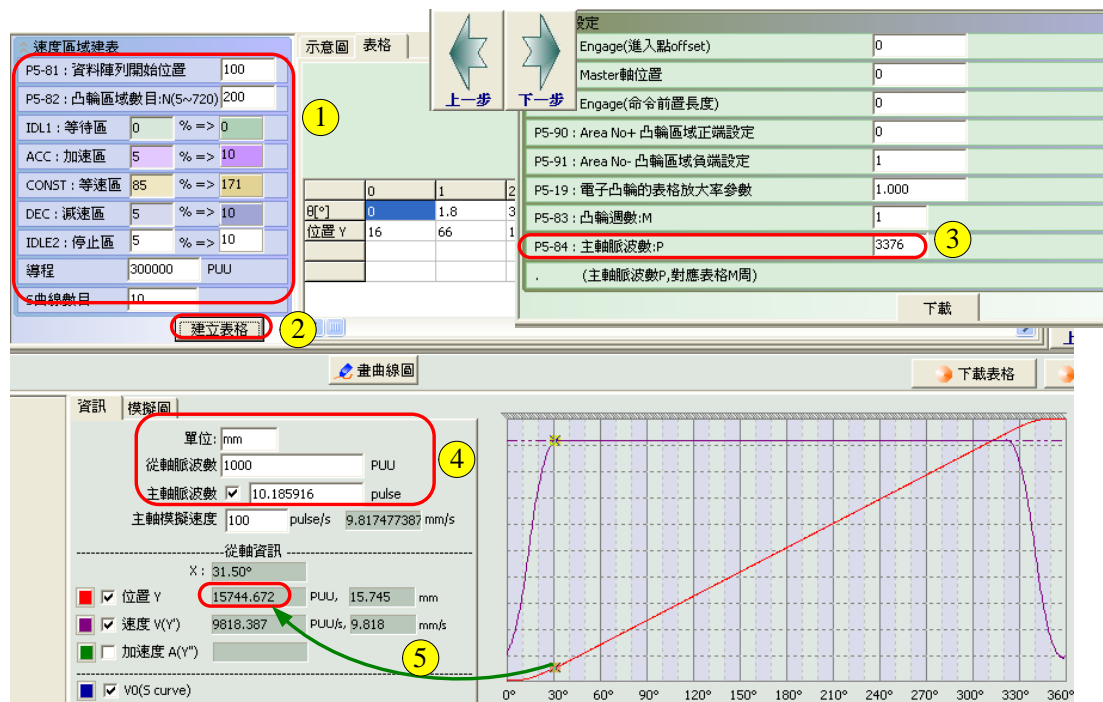 速度區域建表
P5-81 : 資料陣列開始位置 100
P5-82 : 凸輪區域數目:N(5~720) 200
IDL1 : 等待區 0 % => 0
ACC : 加速區 5 % => 10
CONST : 等速區 85 % => 171
DEC : 減速區 5 % => 10
IDLE2 : 停止區 5 % => 10
導程 300000 PUU
S曲線數目 10
建立表格
1
2
示意圖 表格
0 1 2
θ[°] 0 1.8 3
位置 Y 16 66 1
上一步 下一步
設定
Engage(進入點offset) 0
Master軸位置 0
Engage(命令前置長度) 0
P5-90 : Area No+ 凸輪區域正端設定 0
P5-91 : Area No- 凸輪區域負端設定 1
P5-19 : 電子凸輪的表格放大率參數 1.000
P5-83 : 凸輪週數:M 1
P5-84 : 主軸脈波數:P 3376
3
. (主軸脈波數P,對應表格M周)
下載
上
畫曲線圖
下載表格
資訊 模擬圖
單位: mm
從軸脈波數 1000 PUU
主軸脈波數 10.185916 pulse
4
主軸模擬速度 100 pulse/s 9.817477387 mm/s
從軸資訊
X : 31.50°
位置 Y 15744.672 PUU, 15.745 mm
速度 V(Y') 9818.387 PUU/s, 9.818 mm/s
加速度 A(Y")
5
V0(S curve)
0° 30° 60° 90° 120° 150° 180° 210° 240° 270° 300° 330° 360°